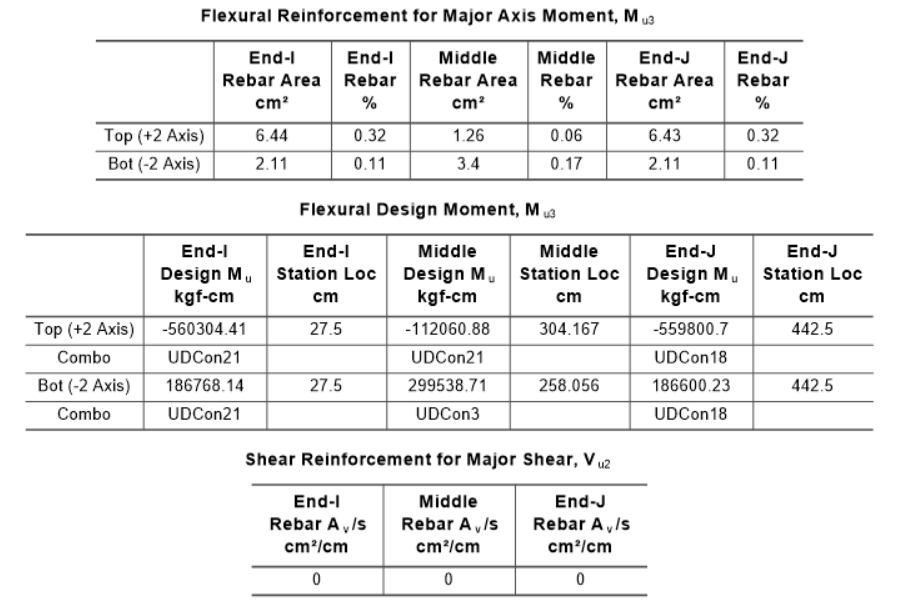 Flexural Reinforcement for Major Axis Moment, M u3
End-I Rebar Area cm² End-I Rebar % Middle Rebar Area cm² Middle Rebar % End-J Rebar Area cm² End-J Rebar %
Top (+2 Axis) 6.44 0.32 1.26 0.06 6.43 0.32
Bot (-2 Axis) 2.11 0.11 3.4 0.17 2.11 0.11
Flexural Design Moment, M u3
End-I Design M u kgf-cm End-I Station Loc cm Middle Design M u kgf-cm Middle Station Loc cm End-J Design M u kgf-cm End-J Station Loc cm
Top (+2 Axis) -560304.41 27.5 -112060.88 304.167 -559800.7 442.5
Combo UDCon21 UDCon21 UDCon18
Bot (-2 Axis) 186768.14 27.5 299538.71 258.056 186600.23 442.5
Combo UDCon21 UDCon3 UDCon18
Shear Reinforcement for Major Shear, V u2
End-I Rebar A v /s cm²/cm Middle Rebar A v /s cm²/cm End-J Rebar A v /s cm²/cm
0 0 0